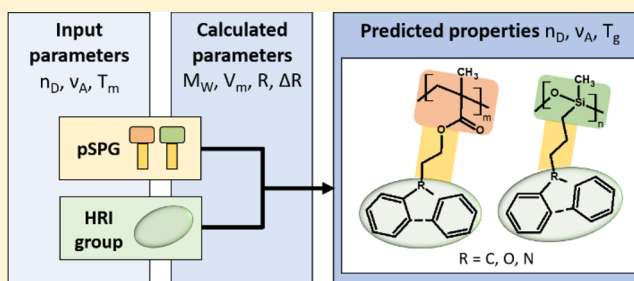 Input
parameters
nD, νA, Tm
Calculated
parameters
MW, Vm, R, ΔR
Predicted properties nD, νA, Tg
pSPG
HRI
group
CH3
m
O
O
R
CH3
O
Si
n
R
R = C, O, N